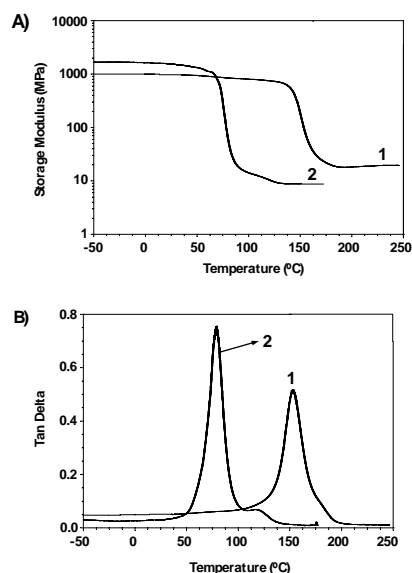 A)
10000
1000
100
10
1
Storage Modulus (MPa)
1
2
-50 0 50 100 150 200 250
Temperature (ºC)
B)
0.8
0.6
0.4
0.2
0.0
Tan Delta
2
1
-50 0 50 100 150 200 250
Temperature (ºC)